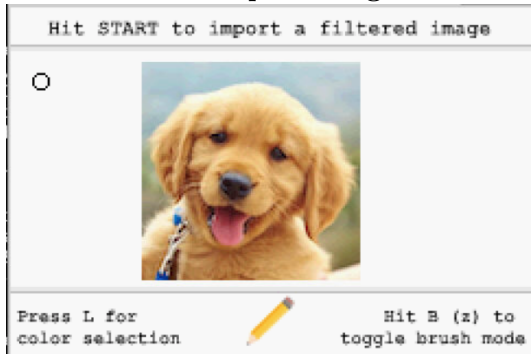 Hit START to import a filtered image
Press L for
color selection
Hit B (z) to
toggle brush mode